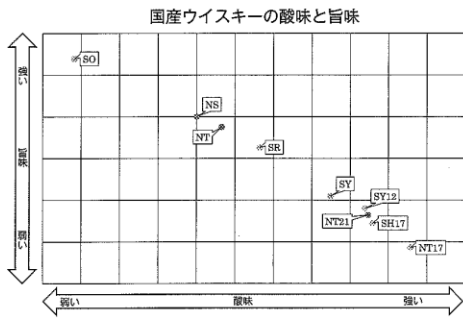 国産ウイスキーの酸味と旨味
強い
旨味
弱い
SO
NS
NT
SR
SY
SY12
NT21
SH17
NT17
弱い
酸味
強い